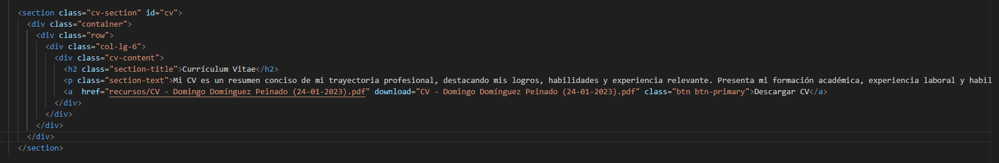 <section class="cv-section" id="cv">
<div class="container">
<div class="row">
<div class="col-lg-6">
<div class="cv-content">
<h2 class="section-title">Currículum Vitae</h2>
<p class="section-text">Mi CV es un resumen conciso de mi trayectoria profesional, destacando mis logros, habilidades y experiencia relevante. Presenta mi formación académica, experiencia laboral y habil
<a  href="recursos/CV - Domingo Domínguez Peinado (24-01-2023).pdf" download="CV - Domingo Domínguez Peinado (24-01-2023).pdf" class="btn btn-primary">Descargar CV</a>
</div>
</div>
</div>
</div>
</section>